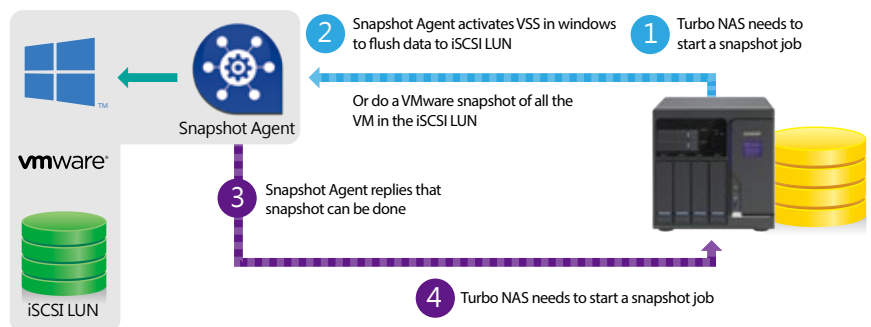 1
Turbo NAS needs to
start a snapshot job
2
Snapshot Agent activates VSS in windows
to flush data to iSCSI LUN
Or do a VMware snapshot of all the
VM in the iSCSI LUN
TM
Snapshot Agent
vmware®
iSCSI LUN
3
Snapshot Agent replies that
snapshot can be done
4
Turbo NAS needs to start a snapshot job